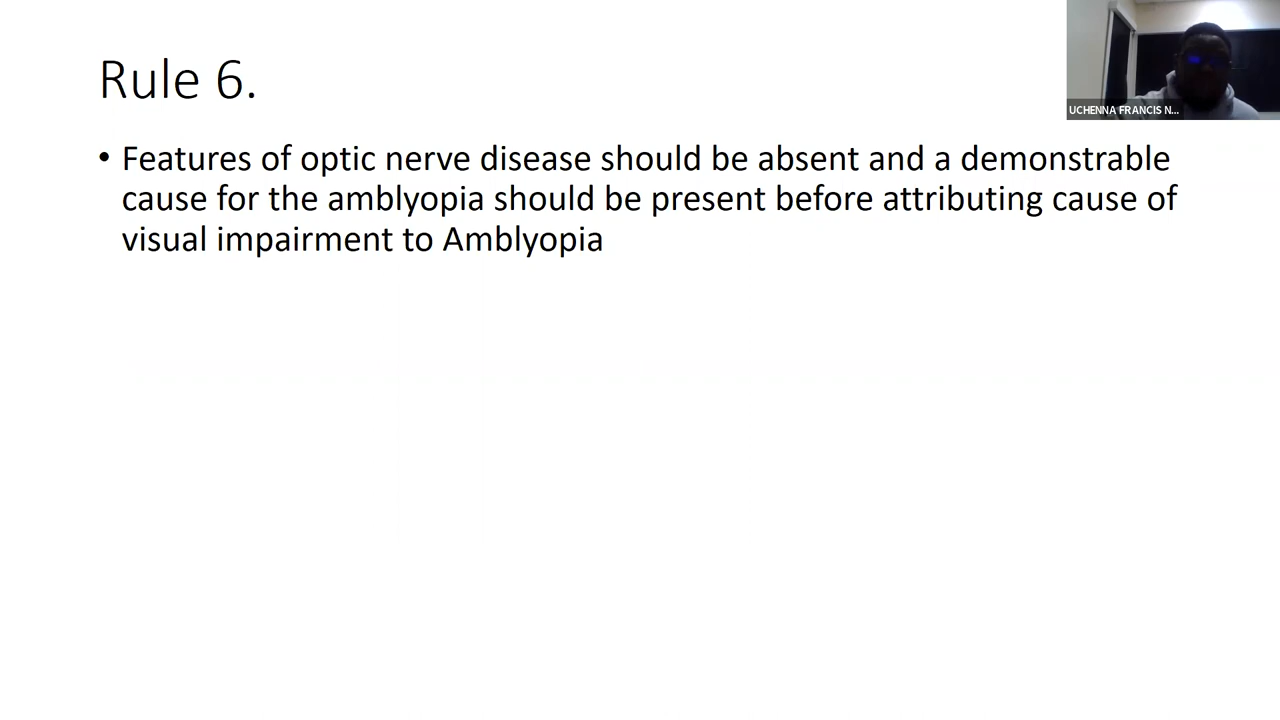 Rule 6.
• Features of optic nerve disease should be absent and a demonstrable
cause for the amblyopia should be present before attributing cause of
visual impairment to Amblyopia
UCHENNA FRANCIS N...